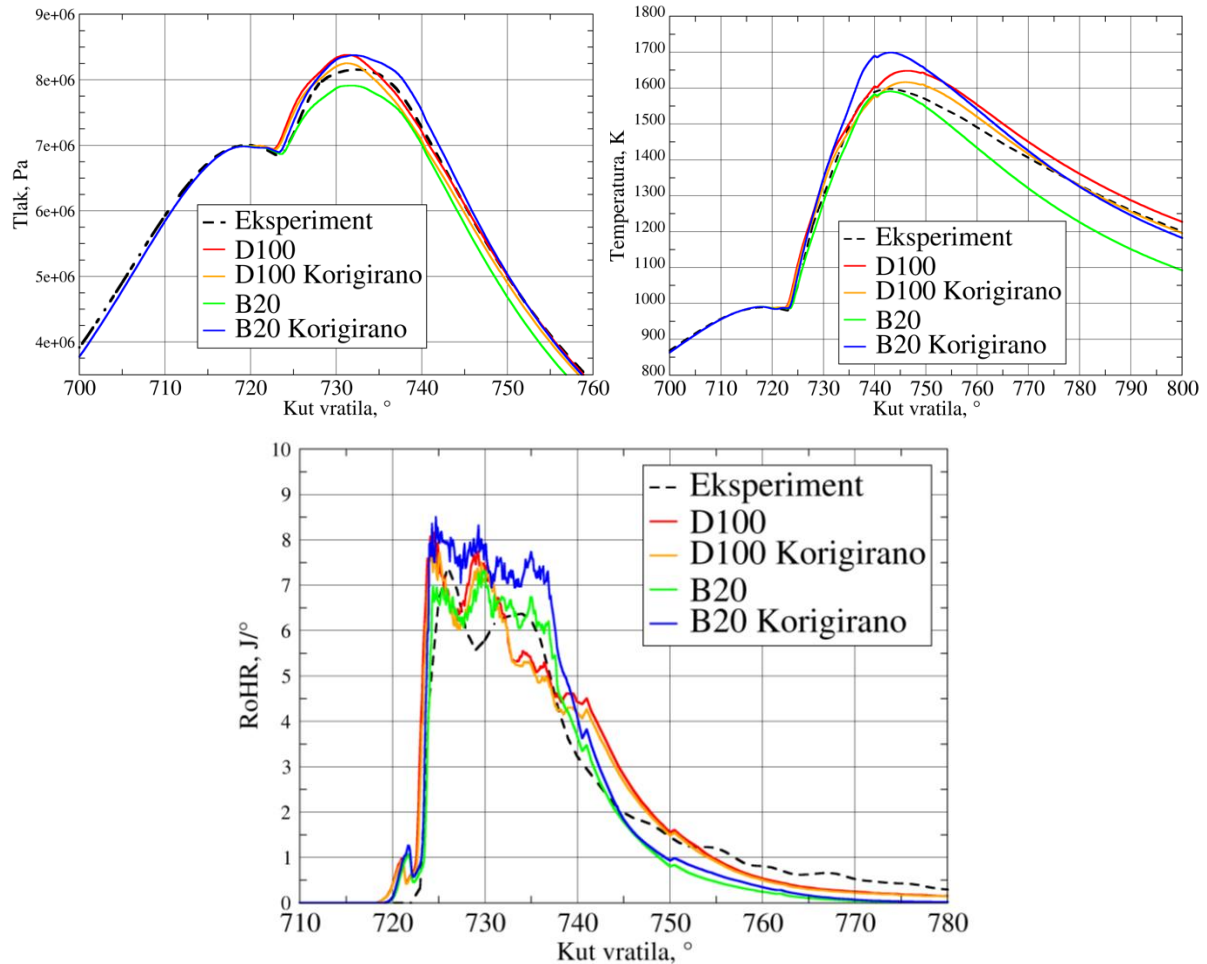 9e+06
8e+06
7e+06
6e+06
5e+06
4e+06
Tlak, Pa
Eksperiment
D100
D100 Korigirano
B20
B20 Korigirano
700 710 720 730 740 750 760
Kut vratila, °
1800
1700
1600
1500
1400
1300
1200
1100
1000
900
800
Temperatura, K
Eksperiment
D100
D100 Korigirano
B20
B20 Korigirano
700 710 720 730 740 750 760 770 780 790 800
Kut vratila, °
10
9
8
7
6
5
4
3
2
1
0
RoHR, J/°
Eksperiment
D100
D100 Korigirano
B20
B20 Korigirano
710 720 730 740 750 760 770 780
Kut vratila, °